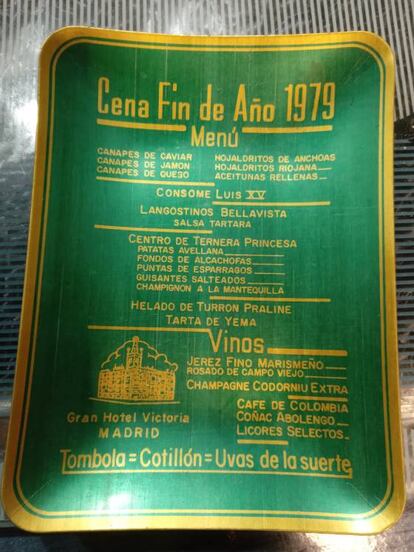 Cena Fin de Año 1979
Menú
CANAPES DE CAVIAR
CANAPES DE JAMON
CANAPES DE QUESO
HOJALDRITOS DE ANCHOAS
HOJALDRITOS RIOJANA
ACEITUNAS RELLENAS
CONSOME LUIS XV
LANGOSTINOS BELLAVISTA
SALSA TARTARA
CENTRO DE TERNERA PRINCESA
PATATAS AVELLANA
FONDOS DE ALCACHOFAS
PUNTAS DE ESPARRAGOS
GUISANTES SALTEADOS
CHAMPIGNON A LA MANTEQUILLA
HELADO DE TURRON PRALINE
TARTA DE YEMA
Vinos
JEREZ FINO MARISMEÑO
ROSADO DE CAMPO VIEJO
CHAMPAGNE CODORNIU EXTRA
CAFE DE COLOMBIA
COÑAC ABOLENGO
LICORES SELECTOS
Gran Hotel Victoria
MADRID
Tombola = Cotillón = Uvas de la suerte